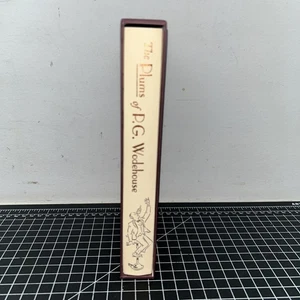 The Plums
of P.G. Wodehouse